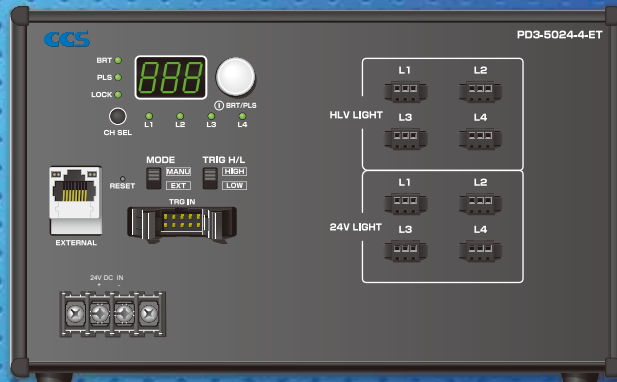 CCS
PD3-5024-4-ET
BRT
PLS
LOCK
888
BRT/PLS
CH SEL
L1 L2 L3 L4
MODE
MANU
EXT
TRIG H/L
HIGH
LOW
RESET
TRG IN
EXTERNAL
24V DC IN
+ -
HLV LIGHT
L1 L2
L3 L4
24V LIGHT
L1 L2
L3 L4